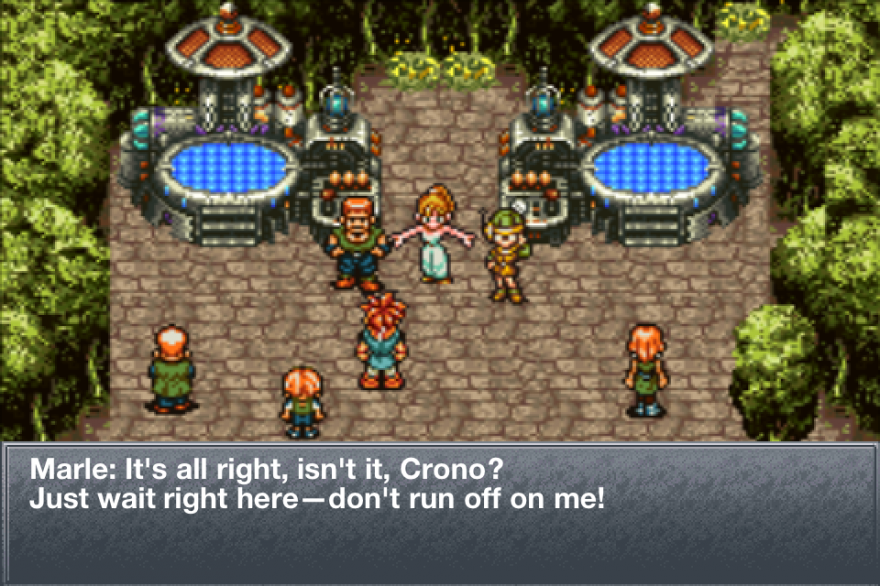 Marle: It's all right, isn't it, Crono?
Just wait right here—don't run off on me!